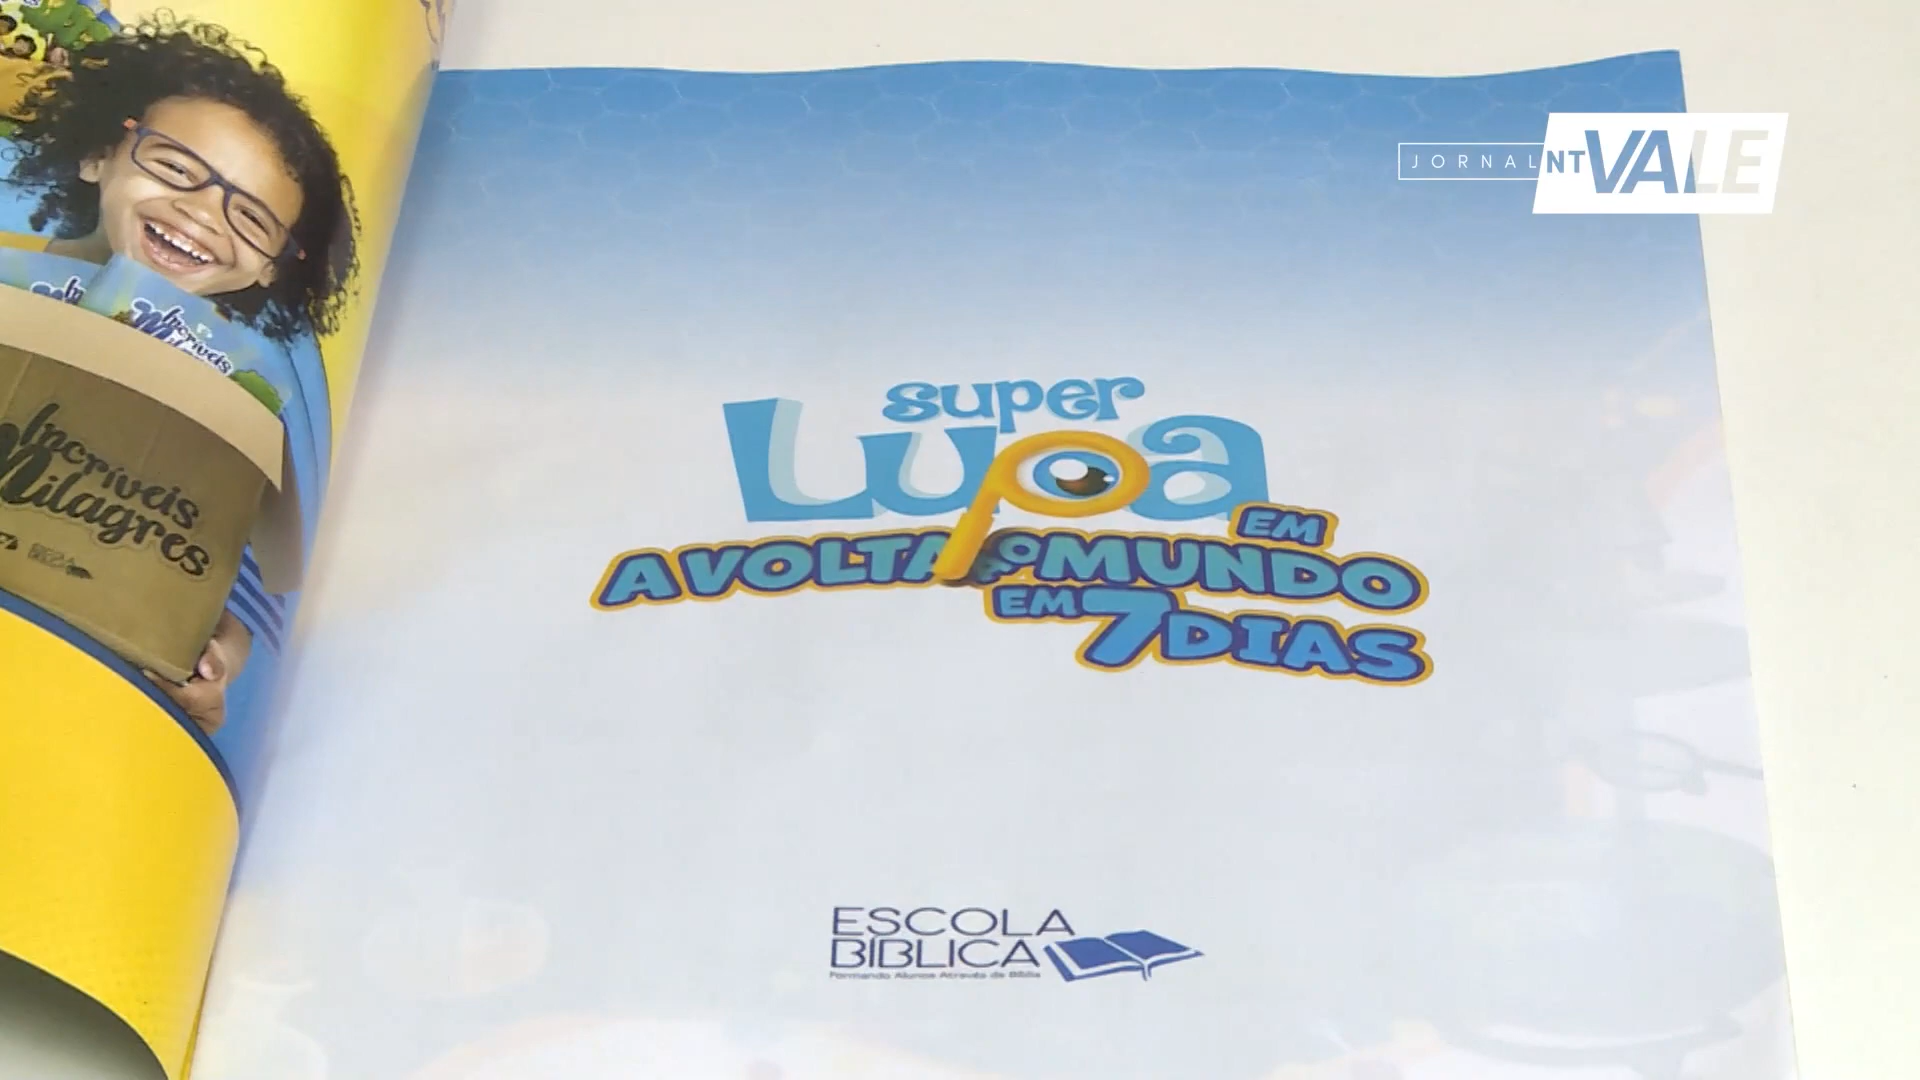 JORNAL NT VALE
Incríveis
Incríveis
Milagres
super
Lupa
EM
A VOLTA AO MUNDO
EM 7 DIAS
ESCOLA
BÍBLICA
Formando Alunos Através da Bíblia